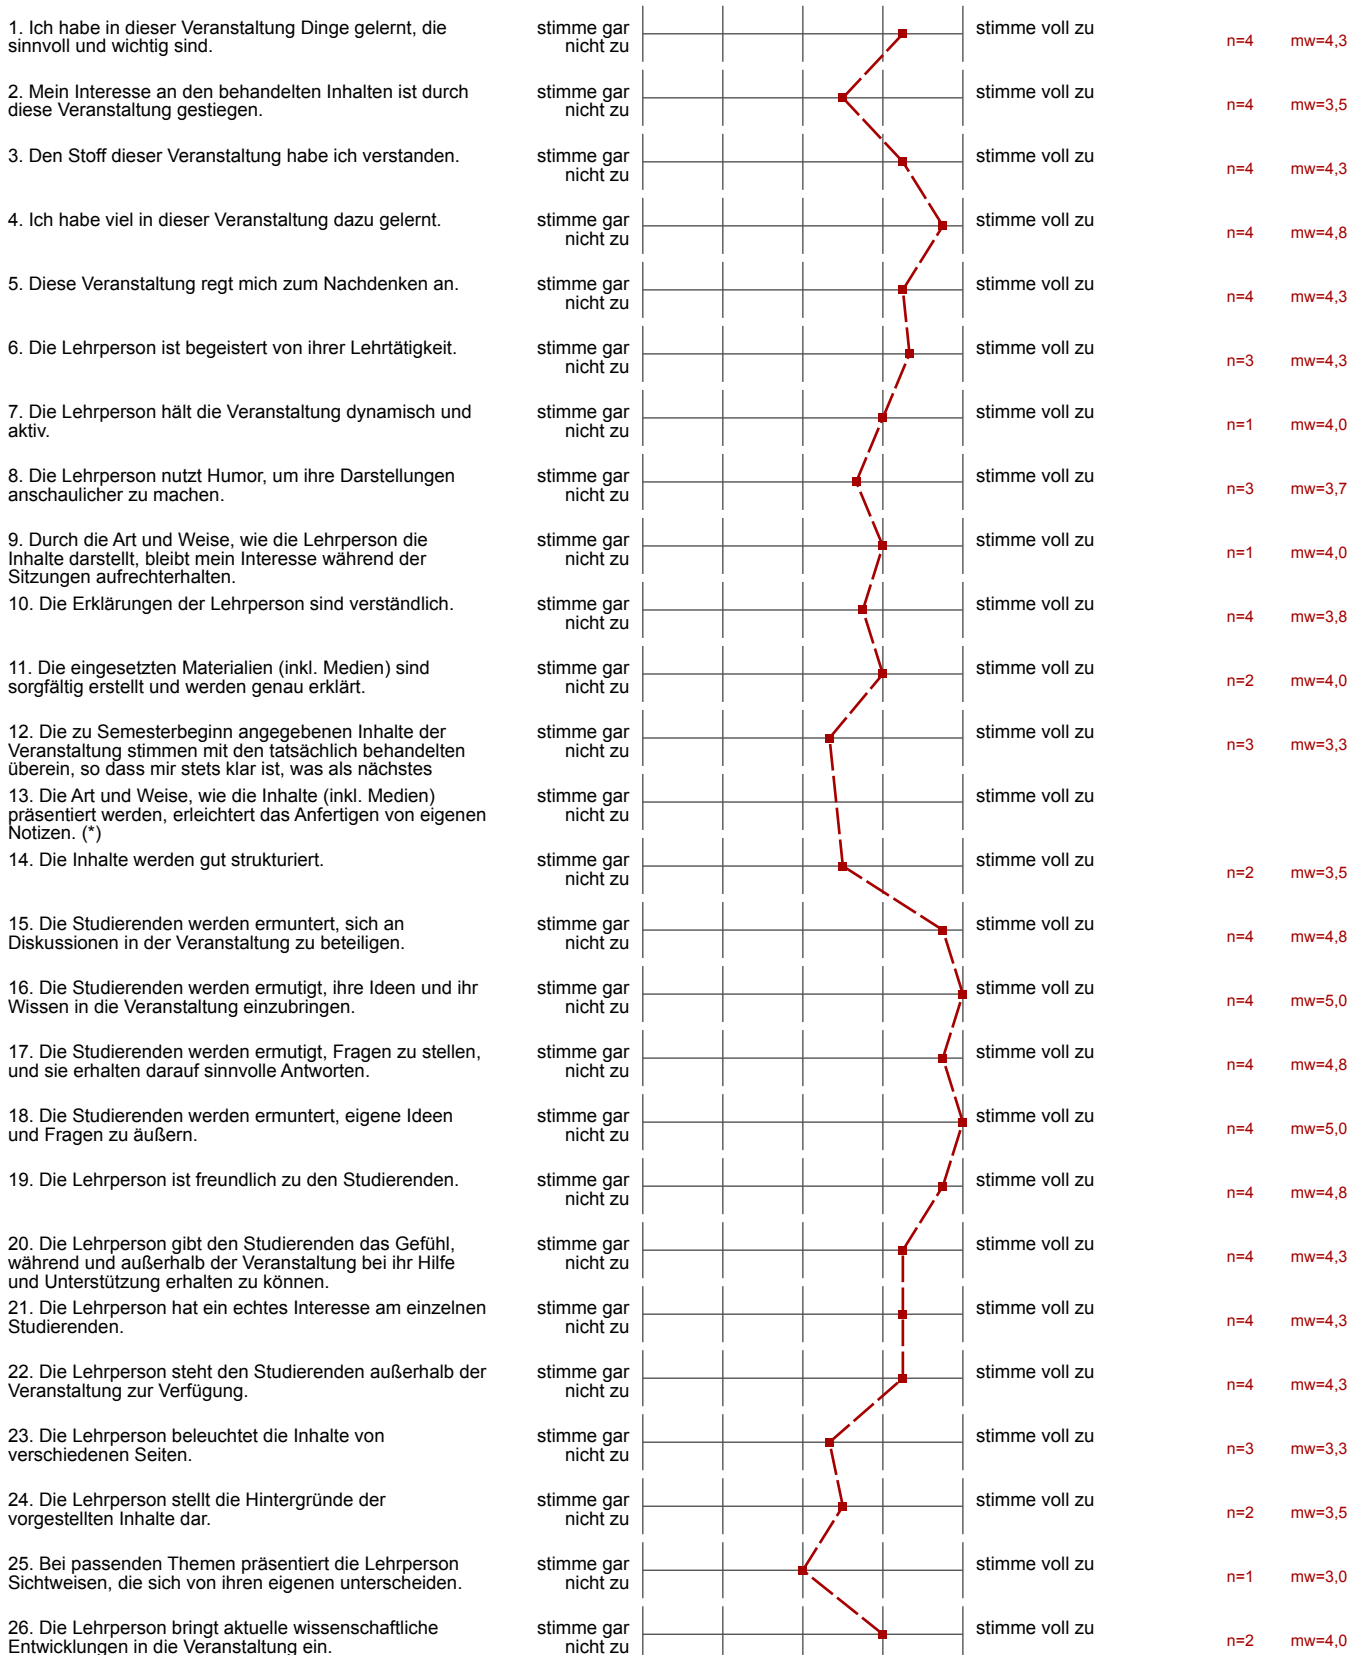 1. Ich habe in dieser Veranstaltung Dinge gelernt, die
sinnvoll und wichtig sind.
stimme gar
nicht zu
stimme voll zu
n=4 mw=4,3
2. Mein Interesse an den behandelten Inhalten ist durch
diese Veranstaltung gestiegen.
stimme gar
nicht zu
stimme voll zu
n=4 mw=3,5
3. Den Stoff dieser Veranstaltung habe ich verstanden.
stimme gar
nicht zu
stimme voll zu
n=4 mw=4,3
4. Ich habe viel in dieser Veranstaltung dazu gelernt.
stimme gar
nicht zu
stimme voll zu
n=4 mw=4,8
5. Diese Veranstaltung regt mich zum Nachdenken an.
stimme gar
nicht zu
stimme voll zu
n=4 mw=4,3
6. Die Lehrperson ist begeistert von ihrer Lehrtätigkeit.
stimme gar
nicht zu
stimme voll zu
n=3 mw=4,3
7. Die Lehrperson hält die Veranstaltung dynamisch und
aktiv.
stimme gar
nicht zu
stimme voll zu
n=1 mw=4,0
8. Die Lehrperson nutzt Humor, um ihre Darstellungen
anschaulicher zu machen.
stimme gar
nicht zu
stimme voll zu
n=3 mw=3,7
9. Durch die Art und Weise, wie die Lehrperson die
Inhalte darstellt, bleibt mein Interesse während der
Sitzungen aufrechterhalten.
stimme gar
nicht zu
stimme voll zu
n=1 mw=4,0
10. Die Erklärungen der Lehrperson sind verständlich.
stimme gar
nicht zu
stimme voll zu
n=4 mw=3,8
11. Die eingesetzten Materialien (inkl. Medien) sind
sorgfältig erstellt und werden genau erklärt.
stimme gar
nicht zu
stimme voll zu
n=2 mw=4,0
12. Die zu Semesterbeginn angegebenen Inhalte der
Veranstaltung stimmen mit den tatsächlich behandelten
überein, so dass mir stets klar ist, was als nächstes
stimme gar
nicht zu
stimme voll zu
n=3 mw=3,3
13. Die Art und Weise, wie die Inhalte (inkl. Medien)
präsentiert werden, erleichtert das Anfertigen von eigenen
Notizen. (*)
stimme gar
nicht zu
stimme voll zu
14. Die Inhalte werden gut strukturiert.
stimme gar
nicht zu
stimme voll zu
n=2 mw=3,5
15. Die Studierenden werden ermuntert, sich an
Diskussionen in der Veranstaltung zu beteiligen.
stimme gar
nicht zu
stimme voll zu
n=4 mw=4,8
16. Die Studierenden werden ermutigt, ihre Ideen und ihr
Wissen in die Veranstaltung einzubringen.
stimme gar
nicht zu
stimme voll zu
n=4 mw=5,0
17. Die Studierenden werden ermutigt, Fragen zu stellen,
und sie erhalten darauf sinnvolle Antworten.
stimme gar
nicht zu
stimme voll zu
n=4 mw=4,8
18. Die Studierenden werden ermuntert, eigene Ideen
und Fragen zu äußern.
stimme gar
nicht zu
stimme voll zu
n=4 mw=5,0
19. Die Lehrperson ist freundlich zu den Studierenden.
stimme gar
nicht zu
stimme voll zu
n=4 mw=4,8
20. Die Lehrperson gibt den Studierenden das Gefühl,
während und außerhalb der Veranstaltung bei ihr Hilfe
und Unterstützung erhalten zu können.
stimme gar
nicht zu
stimme voll zu
n=4 mw=4,3
21. Die Lehrperson hat ein echtes Interesse am einzelnen
Studierenden.
stimme gar
nicht zu
stimme voll zu
n=4 mw=4,3
22. Die Lehrperson steht den Studierenden außerhalb der
Veranstaltung zur Verfügung.
stimme gar
nicht zu
stimme voll zu
n=4 mw=4,3
23. Die Lehrperson beleuchtet die Inhalte von
verschiedenen Seiten.
stimme gar
nicht zu
stimme voll zu
n=3 mw=3,3
24. Die Lehrperson stellt die Hintergründe der
vorgestellten Inhalte dar.
stimme gar
nicht zu
stimme voll zu
n=2 mw=3,5
25. Bei passenden Themen präsentiert die Lehrperson
Sichtweisen, die sich von ihren eigenen unterscheiden.
stimme gar
nicht zu
stimme voll zu
n=1 mw=3,0
26. Die Lehrperson bringt aktuelle wissenschaftliche
Entwicklungen in die Veranstaltung ein.
stimme gar
nicht zu
stimme voll zu
n=2 mw=4,0